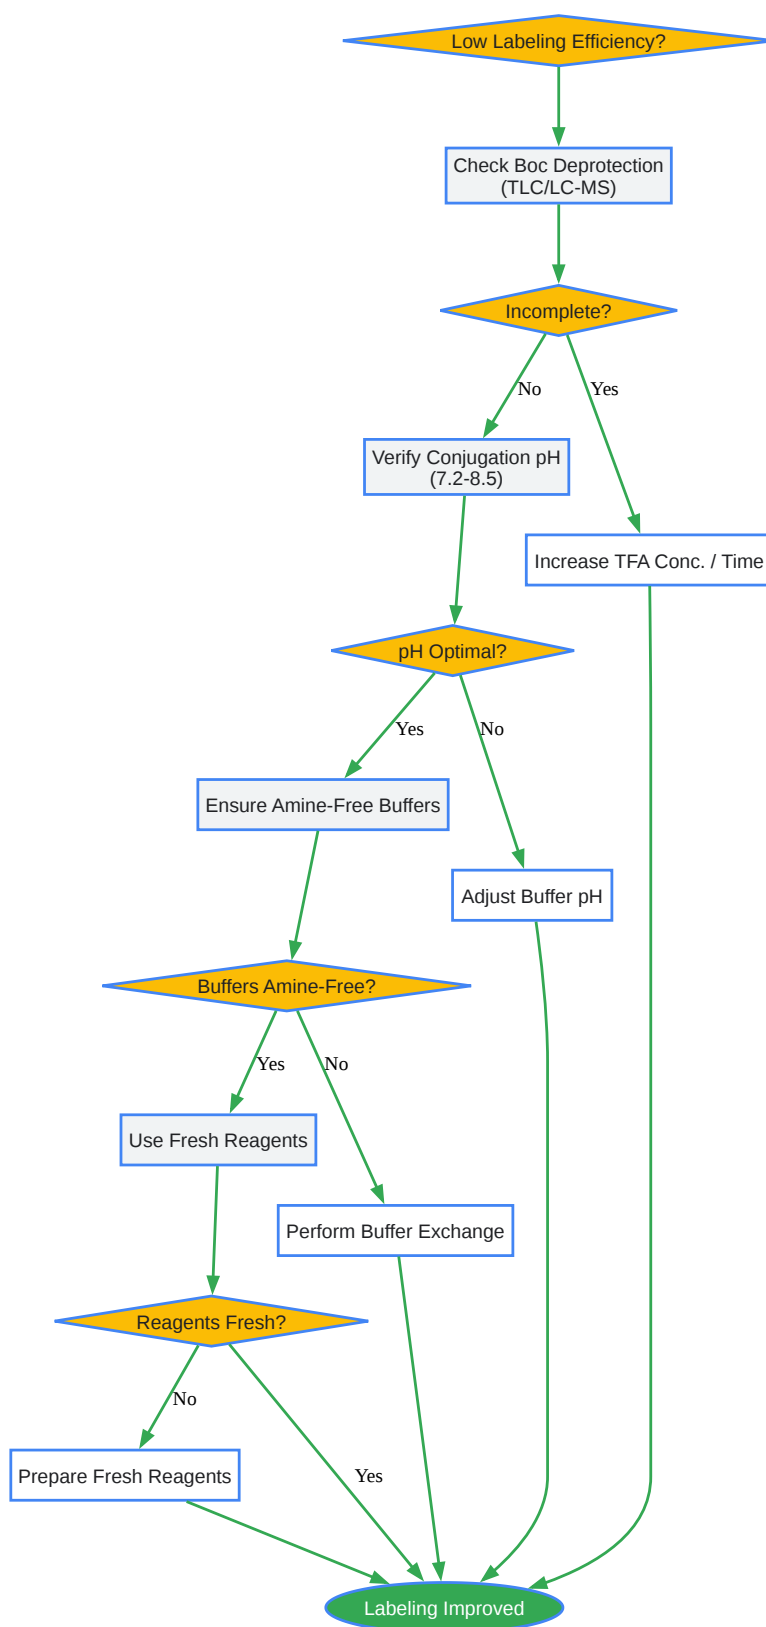 Low Labeling Efficiency?
Check Boc Deprotection
(TLC/LC-MS)
Incomplete?
No
Yes
Verify Conjugation pH
(7.2-8.5)
Increase TFA Conc. / Time
pH Optimal?
Yes
No
Ensure Amine-Free Buffers
Adjust Buffer pH
Buffers Amine-Free?
Yes
No
Use Fresh Reagents
Perform Buffer Exchange
Reagents Fresh?
No
Yes
Prepare Fresh Reagents
Labeling Improved